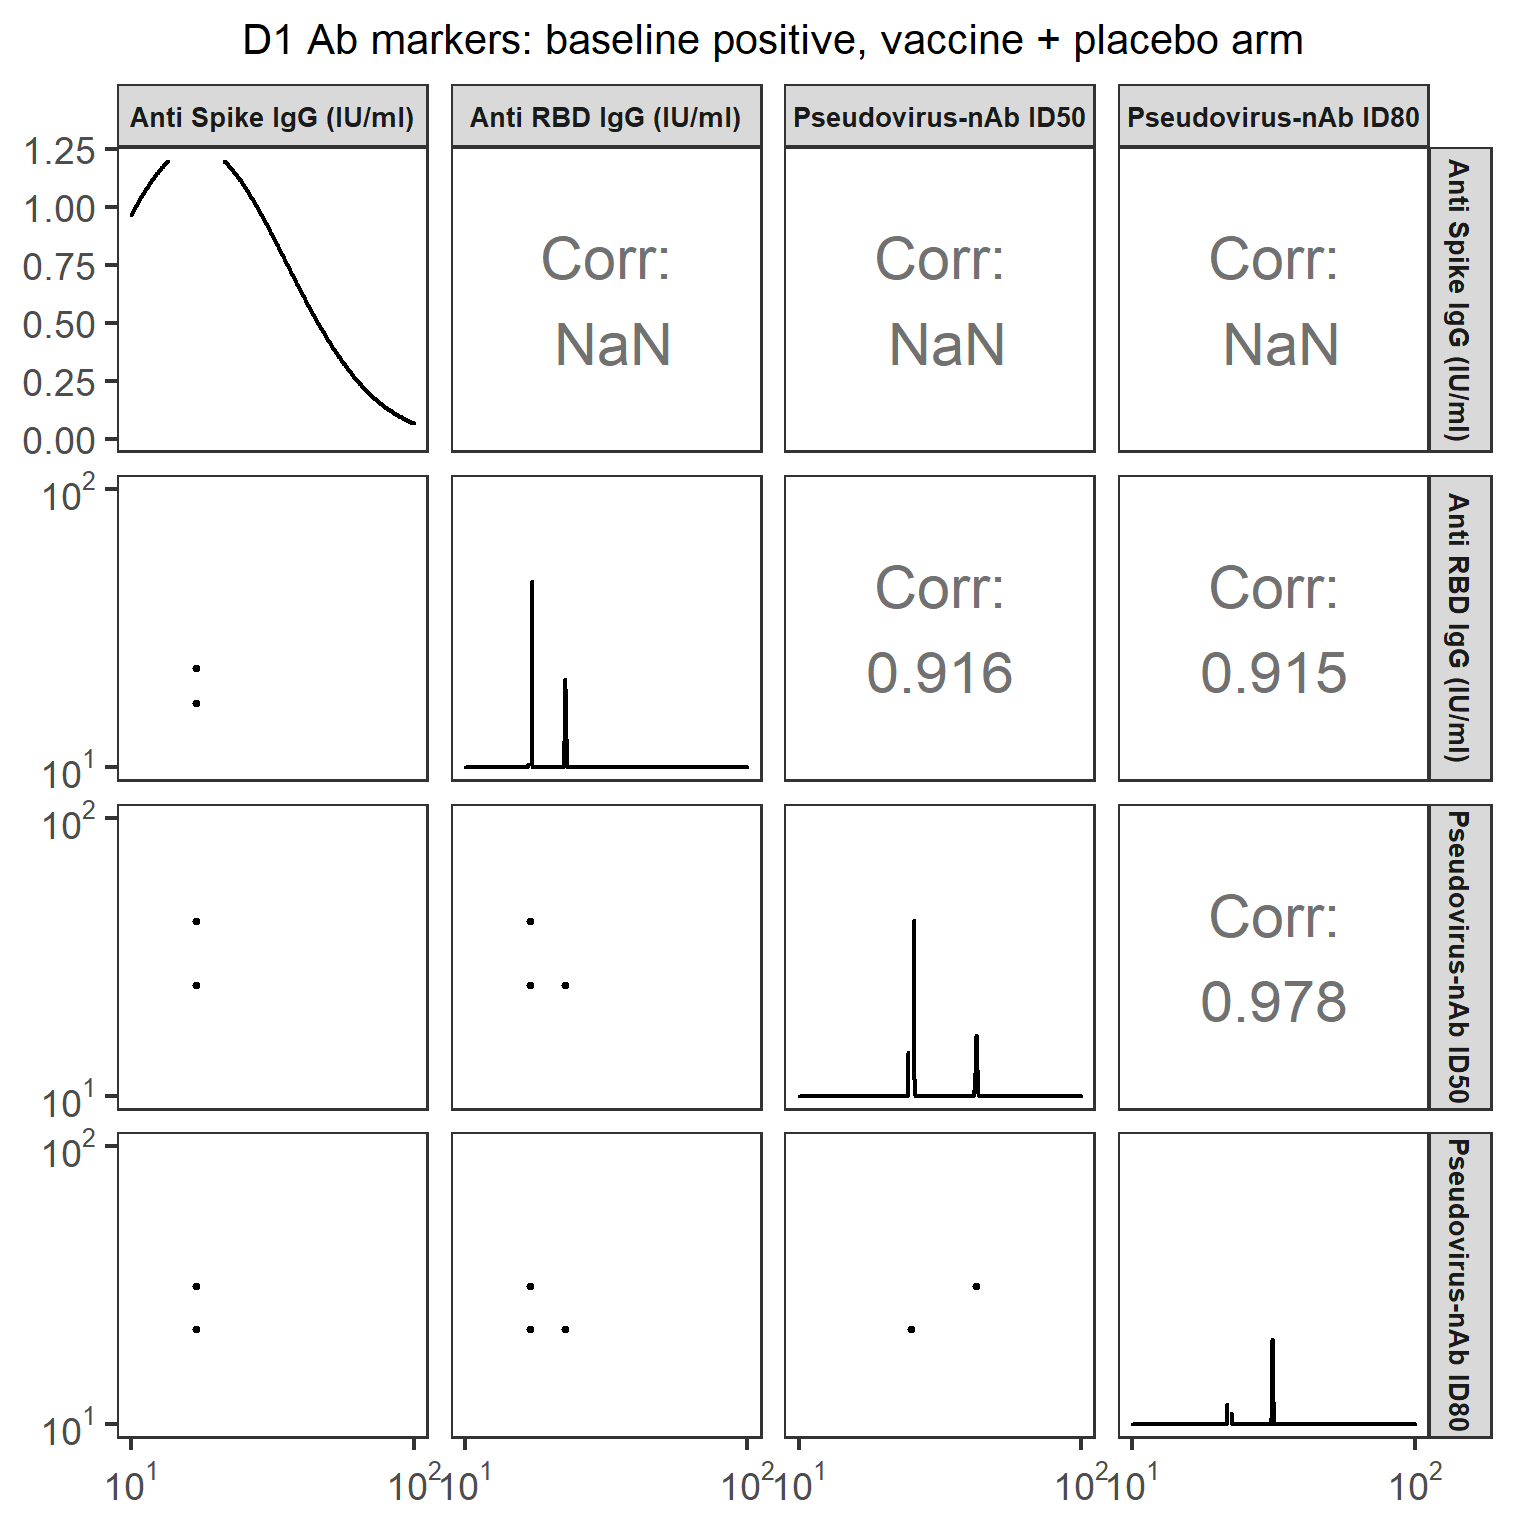 D1 Ab markers: baseline positive, vaccine + placebo arm
Anti Spike IgG (IU/ml)
Anti RBD IgG (IU/ml)
Pseudovirus-nAb ID50
Pseudovirus-nAb ID80
1.25
1.00
0.75
0.50
0.25
0.00
Corr:
NaN
Corr:
NaN
Corr:
NaN
Anti Spike IgG (IU/ml)
10²
10¹
Corr:
0.916
Corr:
0.915
Anti RBD IgG (IU/ml)
10²
10¹
Corr:
0.978
Pseudovirus-nAb ID50
10²
10¹
Pseudovirus-nAb ID80
10¹
10²
10¹
10²
10¹
10²
10¹
10²